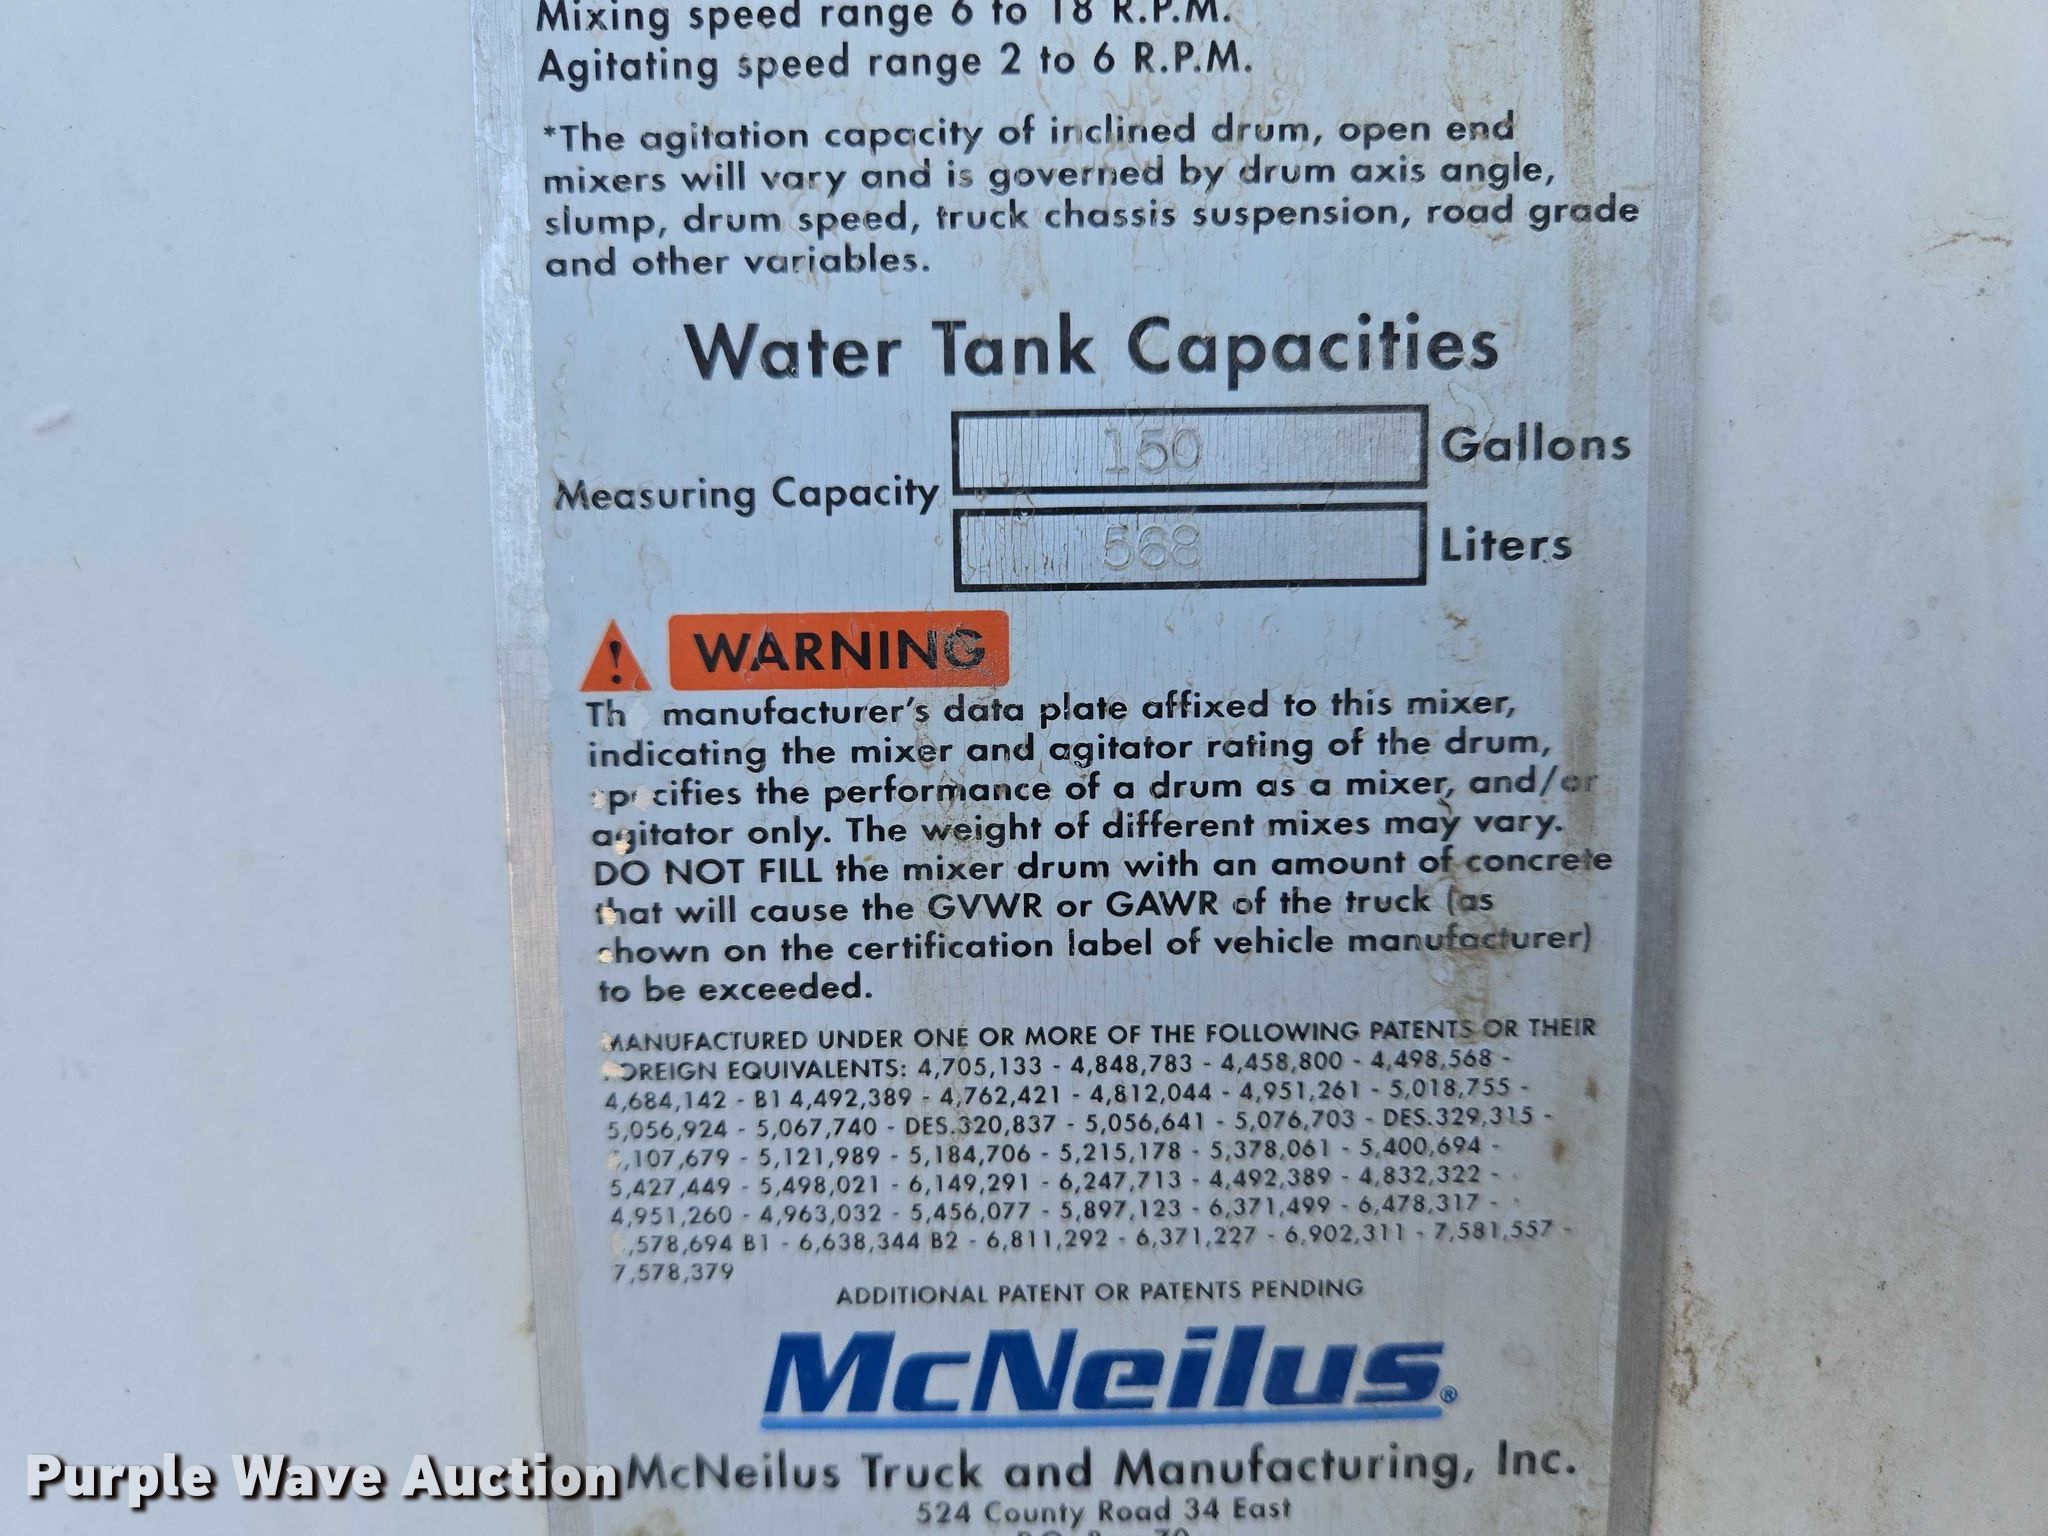 Mixing speed range 6 to 18 R.P.M.
Agitating speed range 2 to 6 R.P.M.
*The agitation capacity of inclined drum, open end
mixers will vary and is governed by drum axis angle,
slump, drum speed, truck chassis suspension, road grade
and other variables.
Water Tank Capacities
150 Gallons
Measuring Capacity
568 Liters
! WARNING
Th manufacturer's data plate affixed to this mixer,
indicating the mixer and agitator rating of the drum,
specifies the performance of a drum as a mixer, and/or
agitator only. The weight of different mixes may vary.
DO NOT FILL the mixer drum with an amount of concrete
that will cause the GVWR or GAWR of the truck (as
shown on the certification label of vehicle manufacturer)
to be exceeded.
MANUFACTURED UNDER ONE OR MORE OF THE FOLLOWING PATENTS OR THEIR
FOREIGN EQUIVALENTS: 4,705,133 - 4,848,783 - 4,458,800 - 4,498,568 -
4,684,142 - B1 4,492,389 - 4,762,421 - 4,812,044 - 4,951,261 - 5,018,755 -
5,056,924 - 5,067,740 - DES.320,837 - 5,056,641 - 5,076,703 - DES.329,315 -
,107,679 - 5,121,989 - 5,184,706 - 5,215,178 - 5,378,061 - 5,400,694 -
5,427,449 - 5,498,021 - 6,149,291 - 6,247,713 - 4,492,389 - 4,832,322 -
4,951,260 - 4,963,032 - 5,456,077 - 5,897,123 - 6,371,499 - 6,478,317 -
,578,694 B1 - 6,638,344 B2 - 6,811,292 - 6,371,227 - 6,902,311 - 7,581,557 -
7,578,379
ADDITIONAL PATENT OR PATENTS PENDING
McNeilus®
McNeilus Truck and Manufacturing, Inc.
524 County Road 34 East
Purple Wave Auction